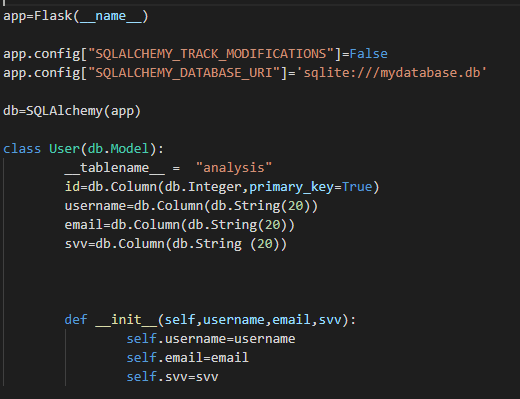 app=Flask(__name__)
app.config["SQLALCHEMY_TRACK_MODIFICATIONS"]=False
app.config["SQLALCHEMY_DATABASE_URI"]='sqlite:///mydatabase.db'
db=SQLAlchemy(app)
class User(db.Model):
__tablename__ = "analysis"
id=db.Column(db.Integer,primary_key=True)
username=db.Column(db.String(20))
email=db.Column(db.String(20))
svv=db.Column(db.String (20))
def __init__(self,username,email,svv):
self.username=username
self.email=email
self.svv=svv